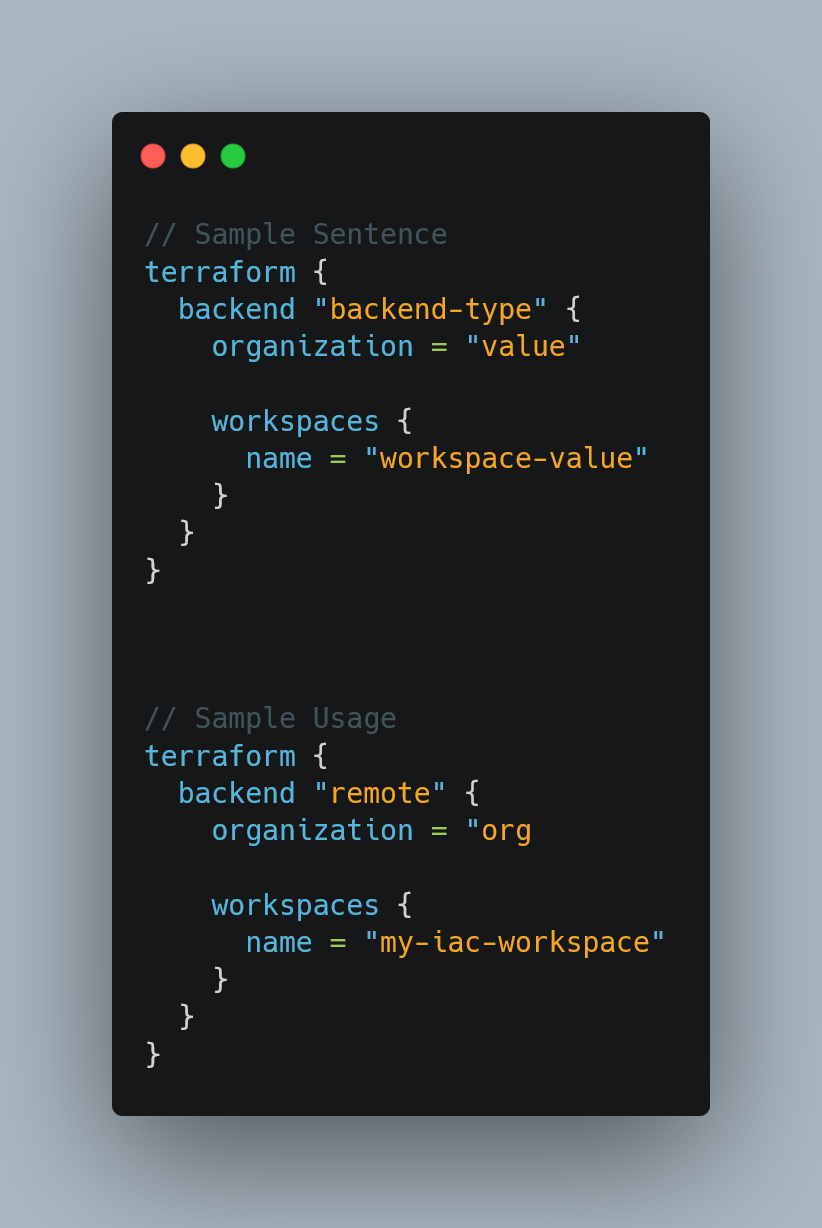 // Sample Sentence
terraform {
  backend "backend-type" {
    organization = "value"

    workspaces {
      name = "workspace-value"
    }
  }
}

// Sample Usage
terraform {
  backend "remote" {
    organization = "org

    workspaces {
      name = "my-iac-workspace"
    }
  }
}